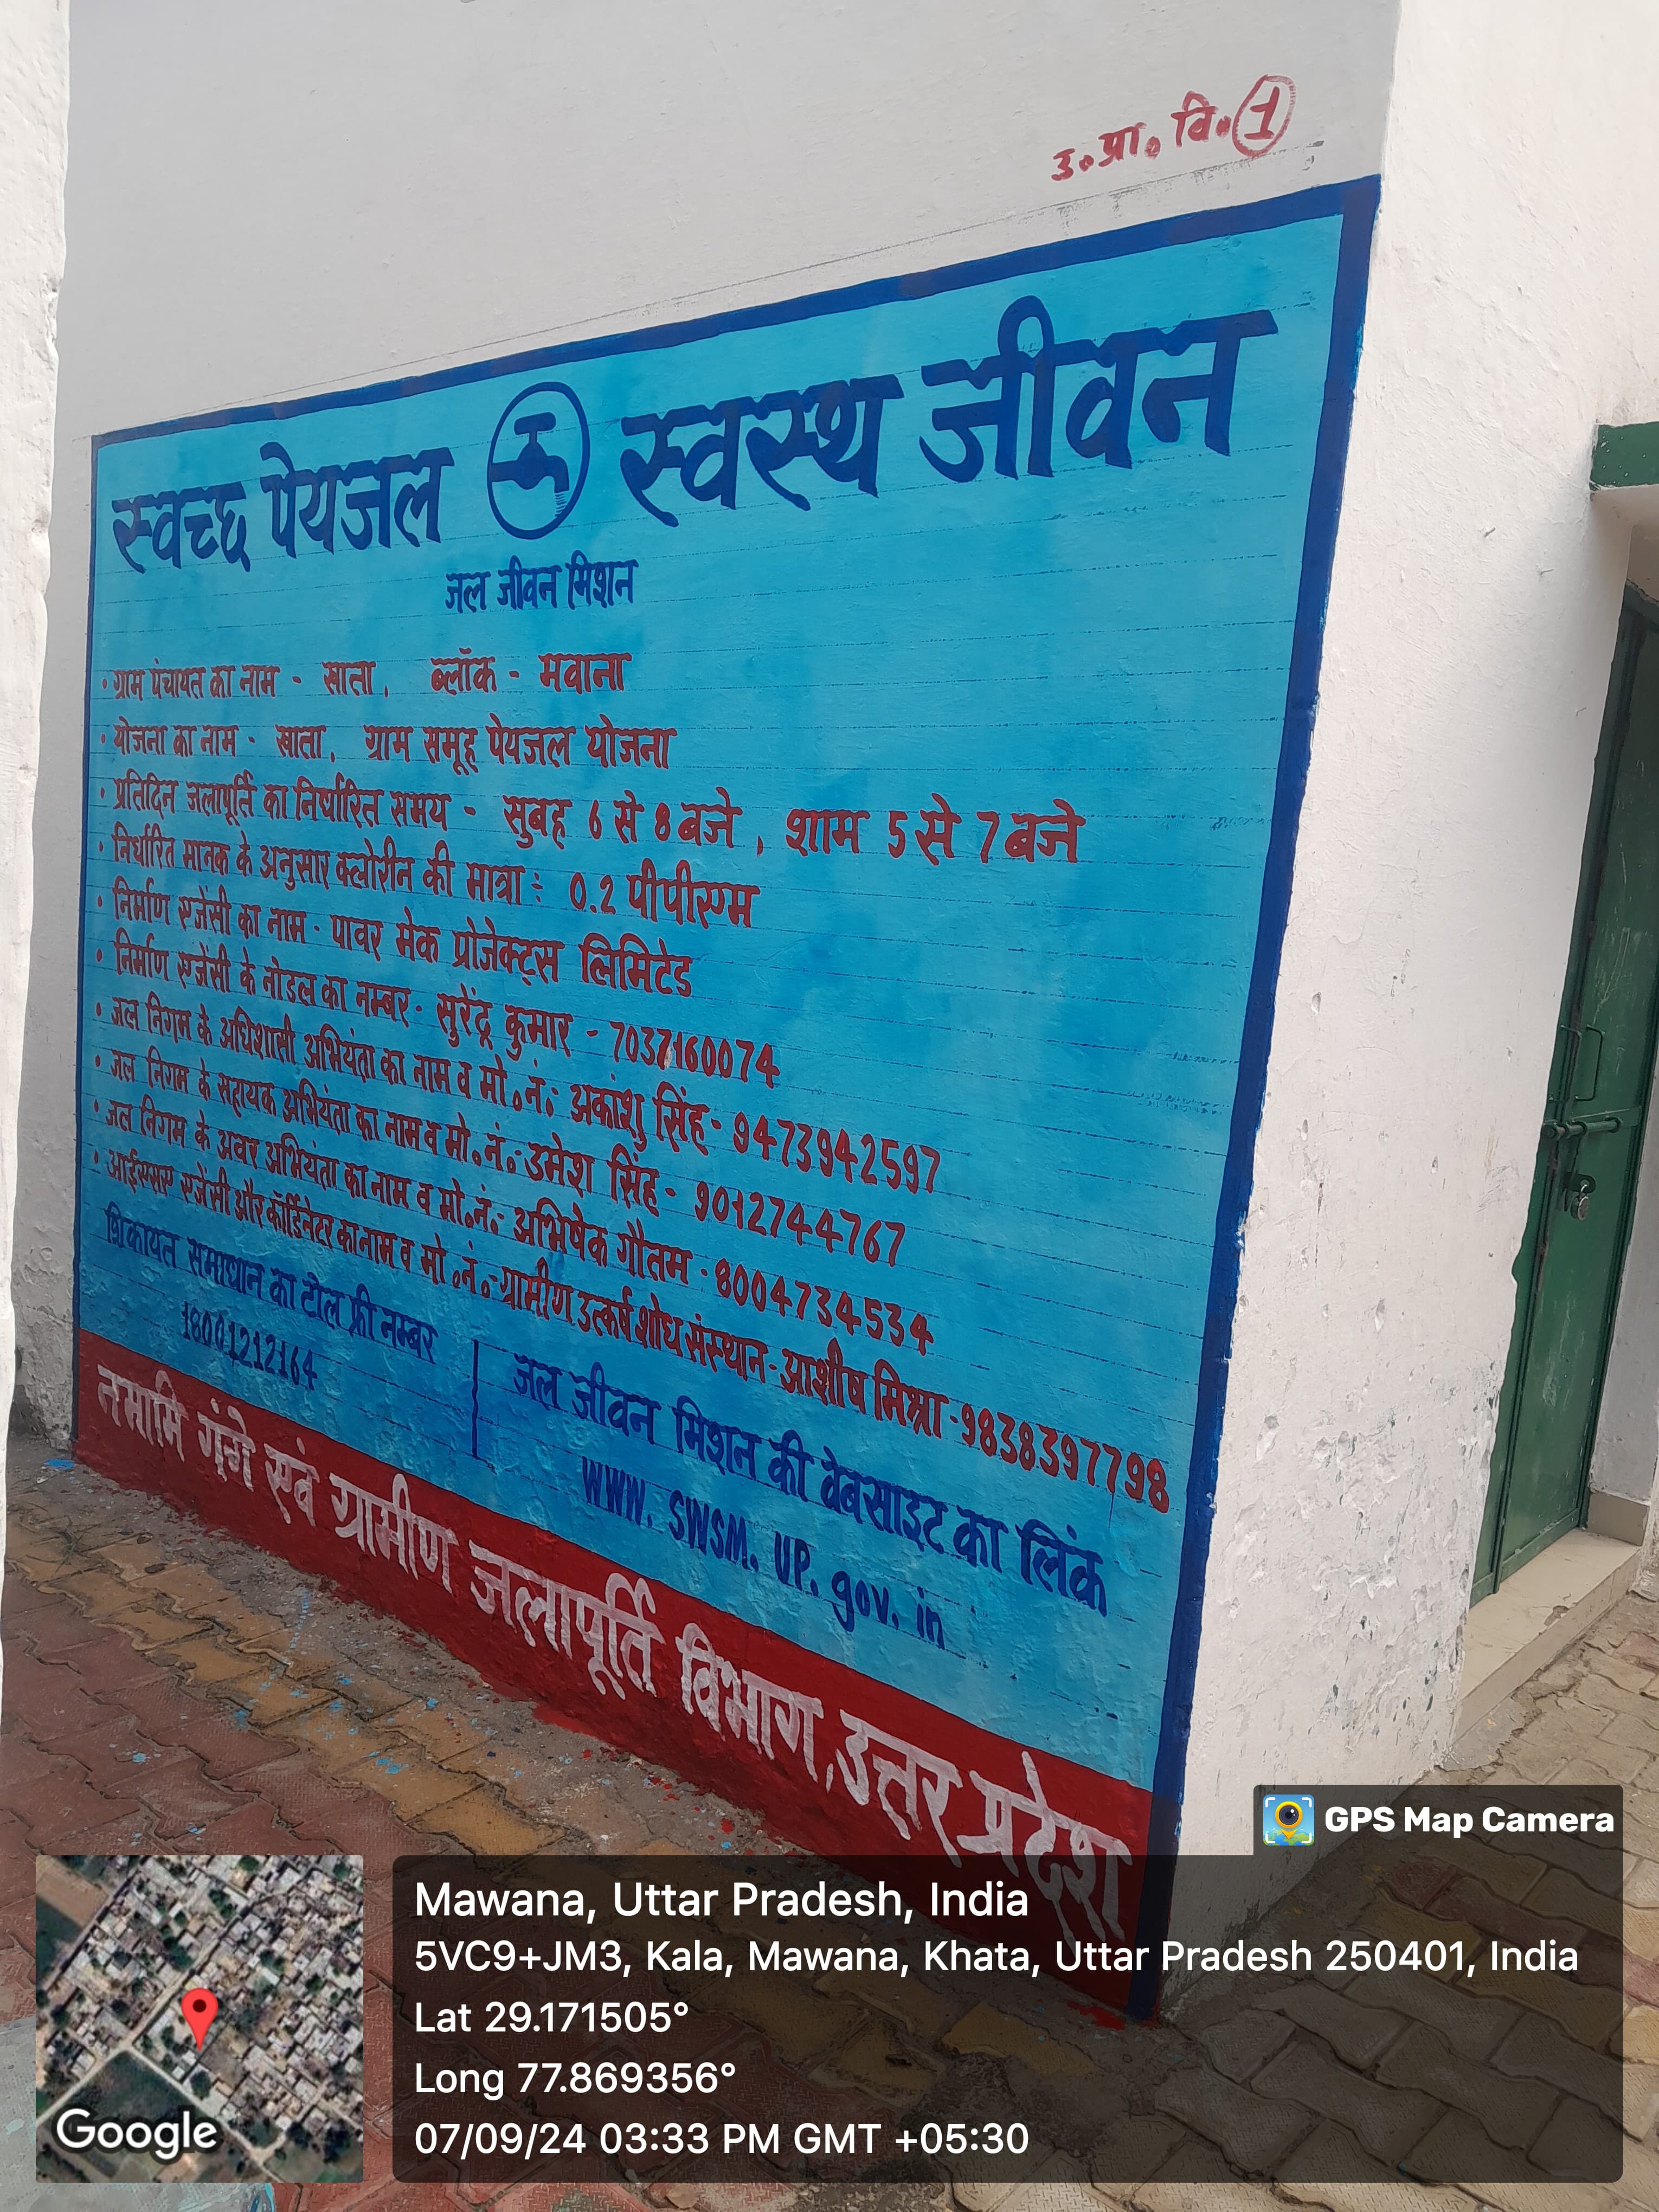 उ.प्रा. वि. 1
स्वच्छ पेयजल स्वस्थ जीवन
जल जीवन मिशन
• ग्राम पंचायत का नाम - खाता, ब्लॉक - मवाना
• योजना का नाम - खाता, ग्राम समूह पेयजल योजना
• प्रतिदिन जलापूर्ति का निर्धारित समय - सुबह 6 से 8 बजे, शाम 5 से 7 बजे
• निर्धारित मानक के अनुसार क्लोरीन की मात्रा ÷ 0.2 पीपीएम
• निर्माण एजेंसी का नाम - पावर मेक प्रोजेक्ट्स लिमिटेड
• निर्माण एजेंसी के नोडल का नम्बर - सुरेंद्र कुमार - 7037160074
• जल निगम के अधिशासी अभियंता का नाम व मो.नं. - अकांशु सिंह - 9473942597
• जल निगम के सहायक अभियंता का नाम व मो.नं. - उमेश सिंह - 9012744767
• जल निगम के अवर अभियंता का नाम व मो.नं. - अभिषेक गौतम - 8004734534
• आईएसए एजेंसी और कॉर्डिनेटर का नाम व मो.नं. - ग्रामीण उत्कर्ष शोध संस्थान - आशीष मिश्रा - 9838397798
शिकायत समाधान का टोल फ्री नम्बर
18001212164
जल जीवन मिशन की वेबसाइट का लिंक
WWW. SWSM. UP. gov. in
नमामि गंगे एवं ग्रामीण जलापूर्ति विभाग, उत्तर प्रदेश
GPS Map Camera
Mawana, Uttar Pradesh, India
5VC9+JM3, Kala, Mawana, Khata, Uttar Pradesh 250401, India
Lat 29.171505°
Long 77.869356°
07/09/24 03:33 PM GMT +05:30
Google